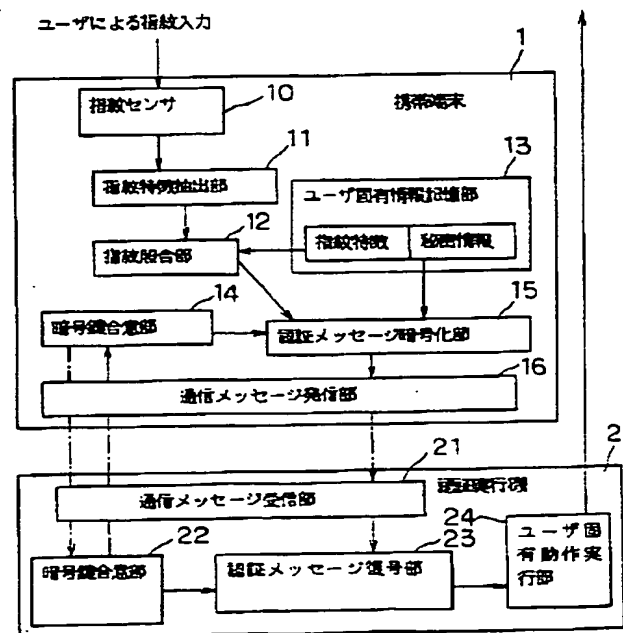 ユーザによる指紋入力
1
携帯端末
指紋センサ
10
11
指紋特徴抽出部
13
ユーザ固有情報記憶部
指紋特徴
秘密情報
12
指紋照合部
14
暗号鍵合意部
15
認証メッセージ暗号化部
16
通信メッセージ発信部
2
認証実行機
21
通信メッセージ受信部
22
暗号鍵合意部
23
認証メッセージ復号部
24
ユーザ固
有動作実
行部